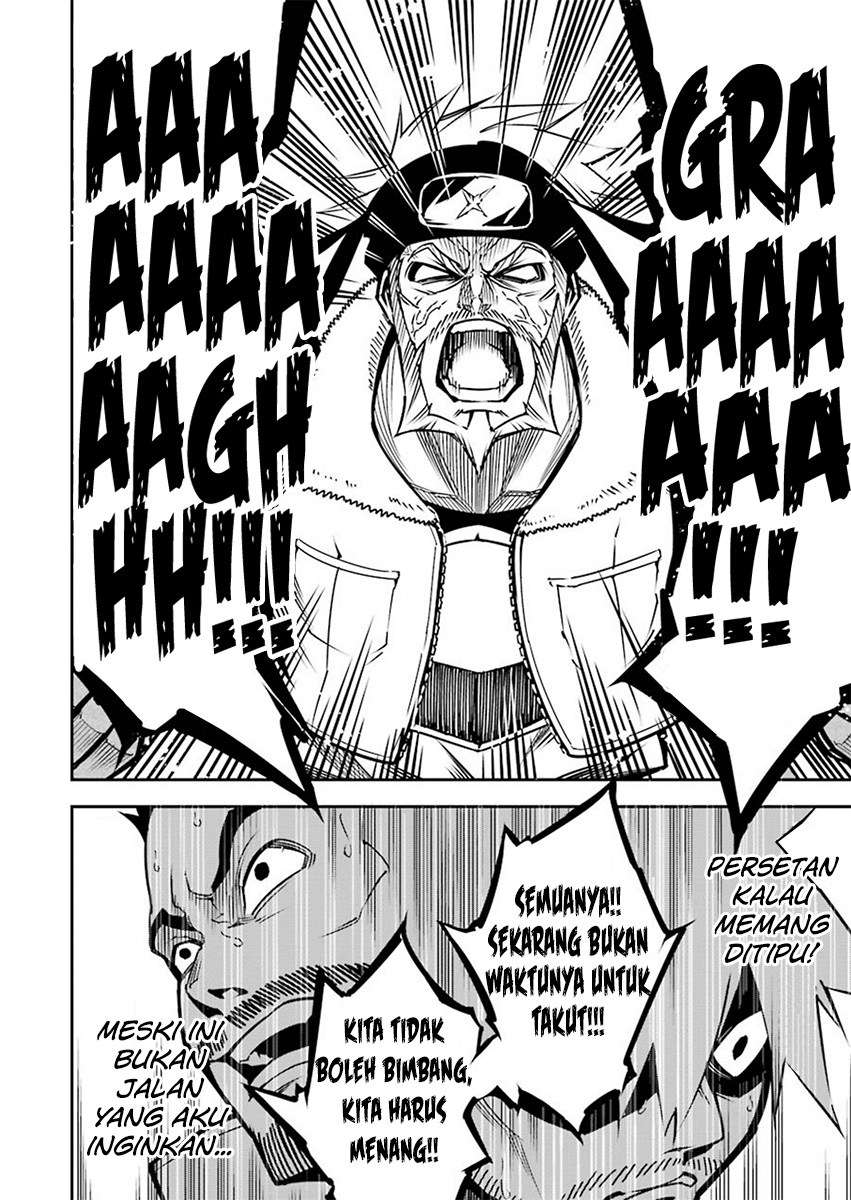 GRA
AAAA
AAA
!!!
AAA
AAAA
AAAA
AAGH
HH!!!
PERSETAN
KALAU
MEMANG
DITIPU!
SEMUANYA!!
SEKARANG BUKAN
WAKTUNYA UNTUK
TAKUT!!!
KITA TIDAK
BOLEH BIMBANG,
KITA HARUS
MENANG!!
MESKI INI
BUKAN
JALAN
YANG AKU
INGINKAN...